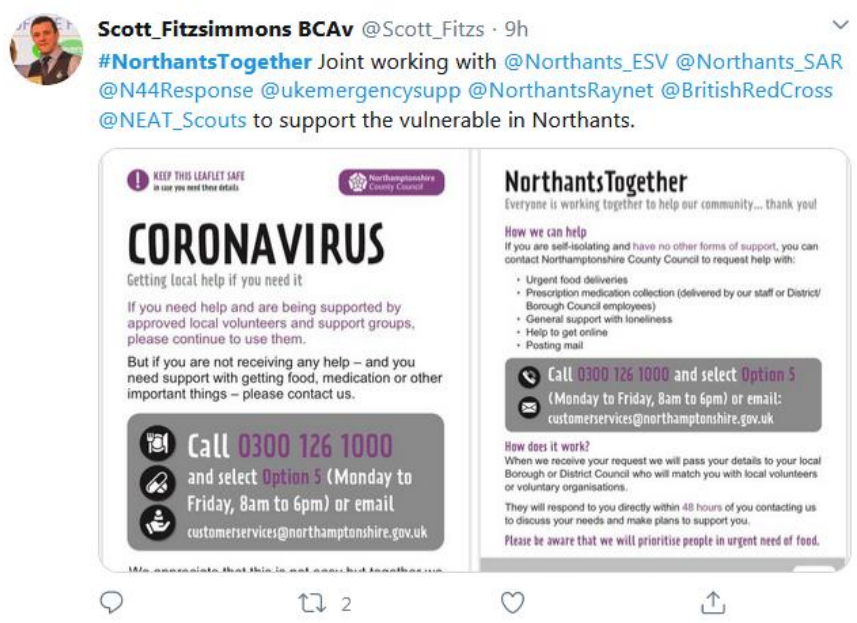 Scott_Fitzsimmons BCAv @Scott_Fitzs · 9h
#NorthantsTogether Joint working with @Northants_ESV @Northants_SAR
@N44Response @ukemergencysupp @NorthantsRaynet @BritishRedCross
@NEAT_Scouts to support the vulnerable in Northants.
KEEP THIS LEAFLET SAFE
in case you need these details
Northamptonshire
County Council
CORONAVIRUS
Getting local help if you need it
If you need help and are being supported by
approved local volunteers and support groups,
please continue to use them.
But if you are not receiving any help – and you
need support with getting food, medication or other
important things – please contact us.
Call 0300 126 1000
and select Option 5 (Monday to
Friday, 8am to 6pm) or email
customerservices@northamptonshire.gov.uk
We appreciate that this is not easy but together we
NorthantsTogether
Everyone is working together to help our community... thank you!
How we can help
If you are self-isolating and have no other forms of support, you can
contact Northamptonshire County Council to request help with:
• Urgent food deliveries
• Prescription medication collection (delivered by our staff or District/
Borough Council employees)
• General support with loneliness
• Help to get online
• Posting mail
Call 0300 126 1000 and select Option 5
(Monday to Friday, 8am to 6pm) or email:
customerservices@northamptonshire.gov.uk
How does it work?
When we receive your request we will pass your details to your local
Borough or District Council who will match you with local volunteers
or voluntary organisations.
They will respond to you directly within 48 hours of you contacting us
to discuss your needs and make plans to support you.
Please be aware that we will prioritise people in urgent need of food.
2